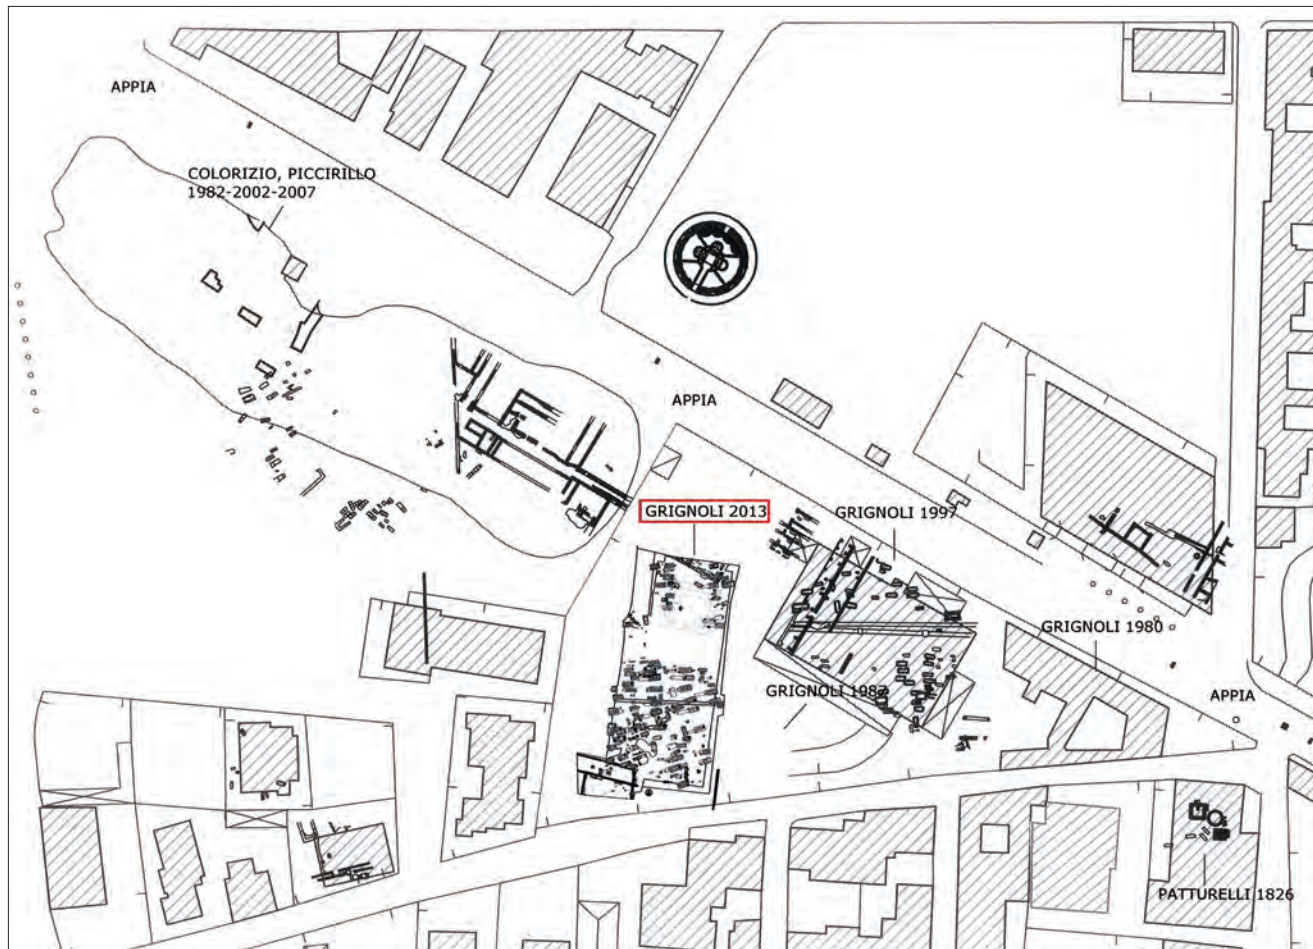 APPIA
COLORIZIO, PICCIRILLO
1982-2002-2007
APPIA
GRIGNOLI 2013
GRIGNOLI 1997
GRIGNOLI 1980
GRIGNOLI 1982
APPIA
PATTURELLI 1826